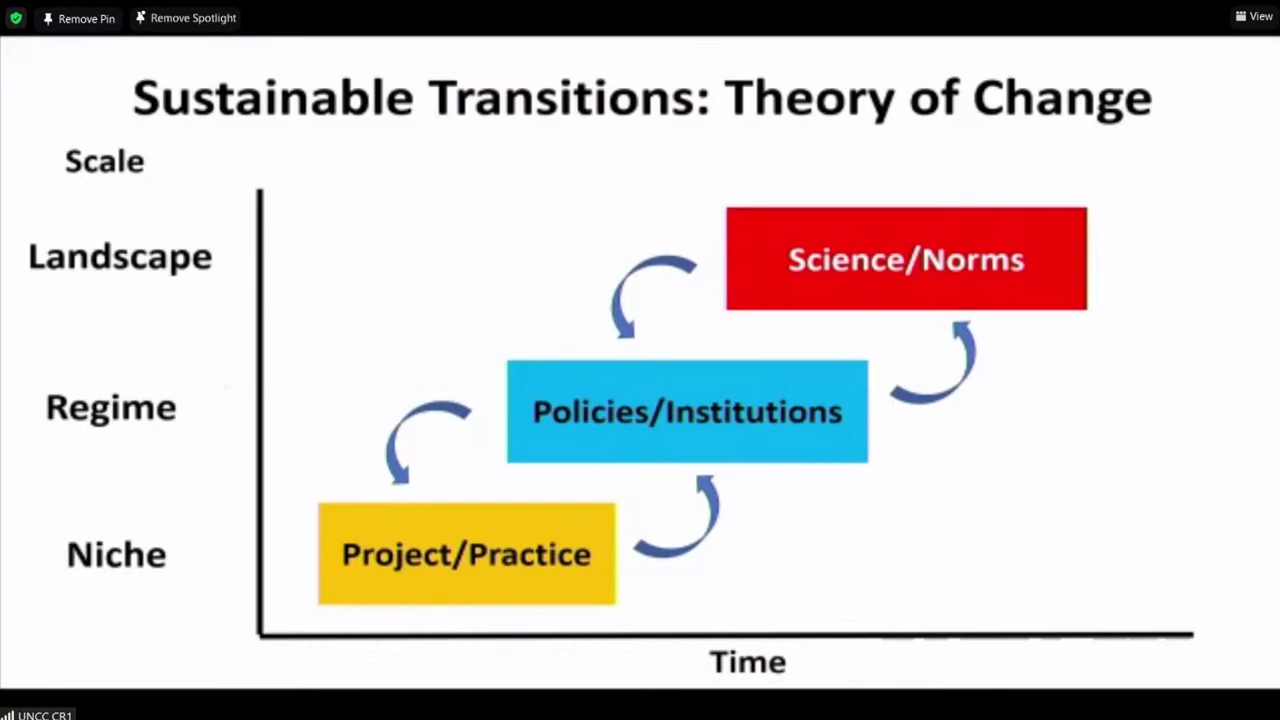 Remove Pin
Remove Spotlight
View
Sustainable Transitions: Theory of Change
Scale
Landscape
Science/Norms
Regime
Policies/Institutions
Niche
Project/Practice
Time
UNCC CR1